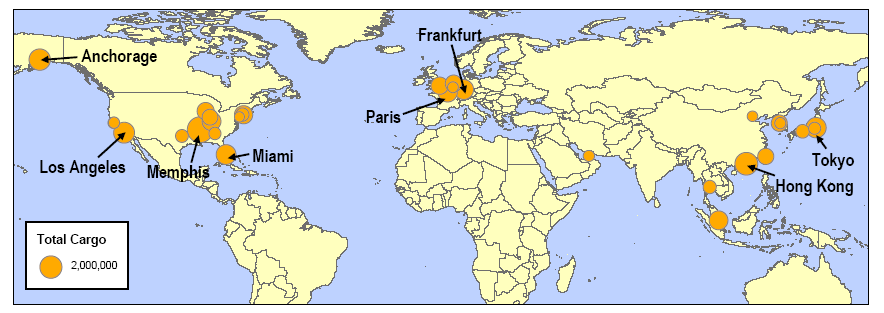 Frankfurt
Anchorage
Paris
Los Angeles
Memphis
Miami
Tokyo
Hong Kong
Total Cargo
2,000,000